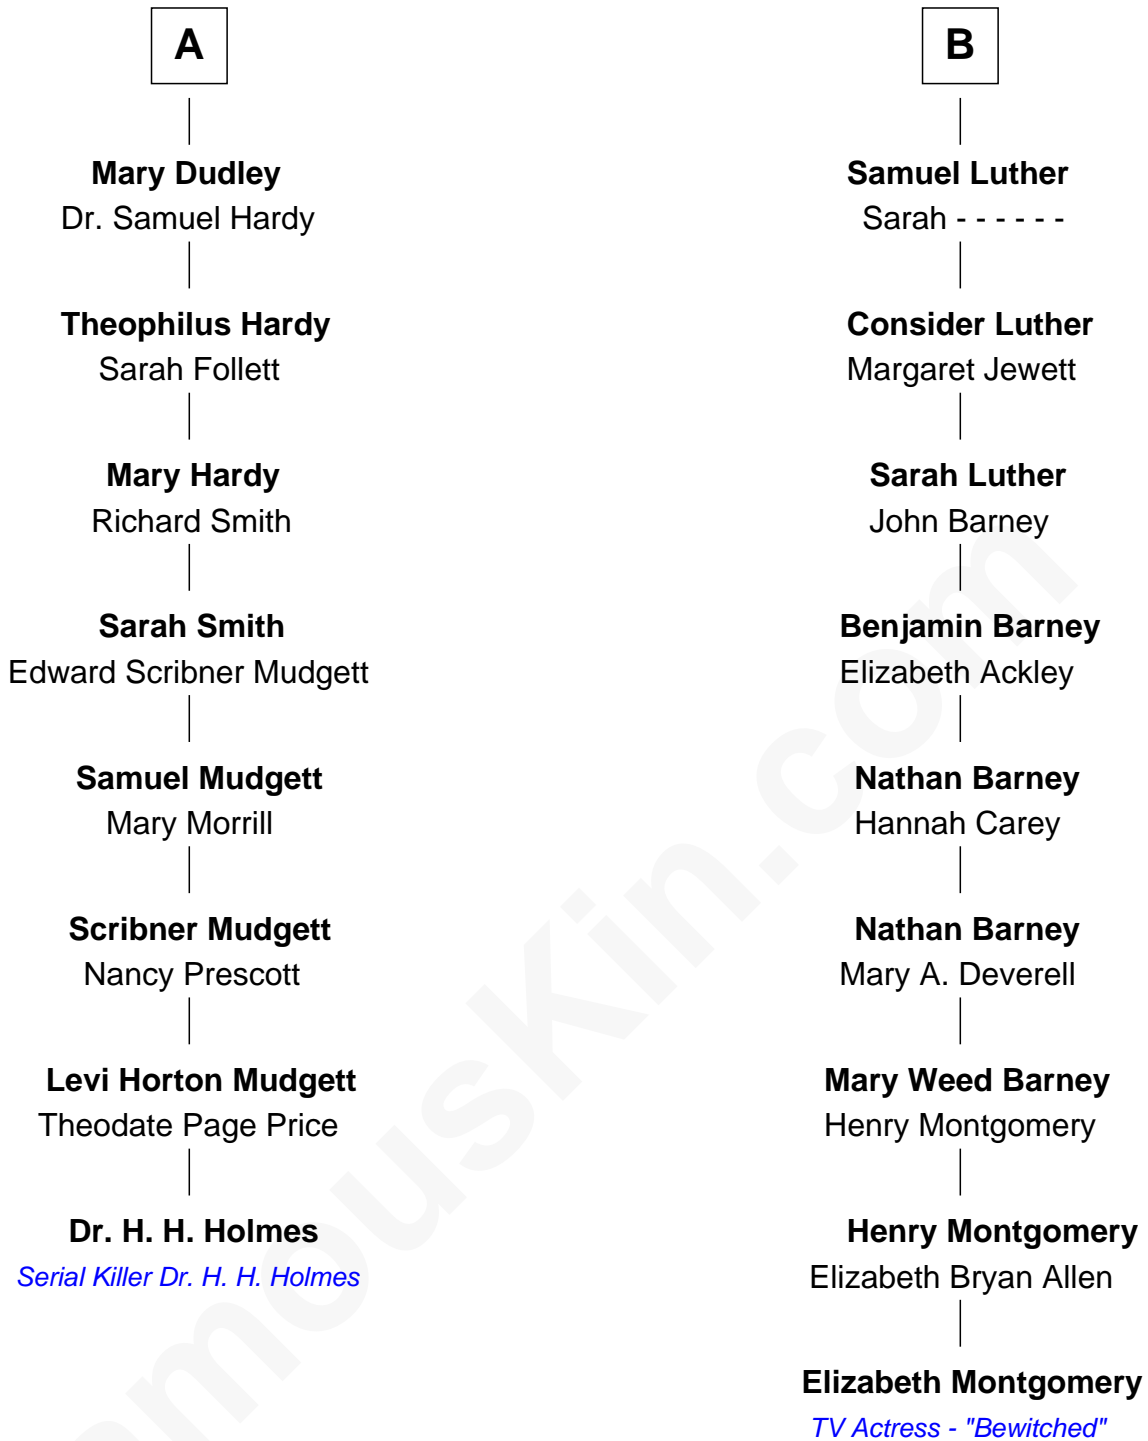 A
Mary Dudley
Dr. Samuel Hardy
Theophilus Hardy
Sarah Follett
Mary Hardy
Richard Smith
Sarah Smith
Edward Scribner Mudgett
Samuel Mudgett
Mary Morrill
Scribner Mudgett
Nancy Prescott
Levi Horton Mudgett
Theodate Page Price
Dr. H. H. Holmes
Serial Killer Dr. H. H. Holmes
B
Samuel Luther
Sarah - - - - - -
Consider Luther
Margaret Jewett
Sarah Luther
John Barney
Benjamin Barney
Elizabeth Ackley
Nathan Barney
Hannah Carey
Nathan Barney
Mary A. Deverell
Mary Weed Barney
Henry Montgomery
Henry Montgomery
Elizabeth Bryan Allen
Elizabeth Montgomery
TV Actress - "Bewitched"
amousKin.com